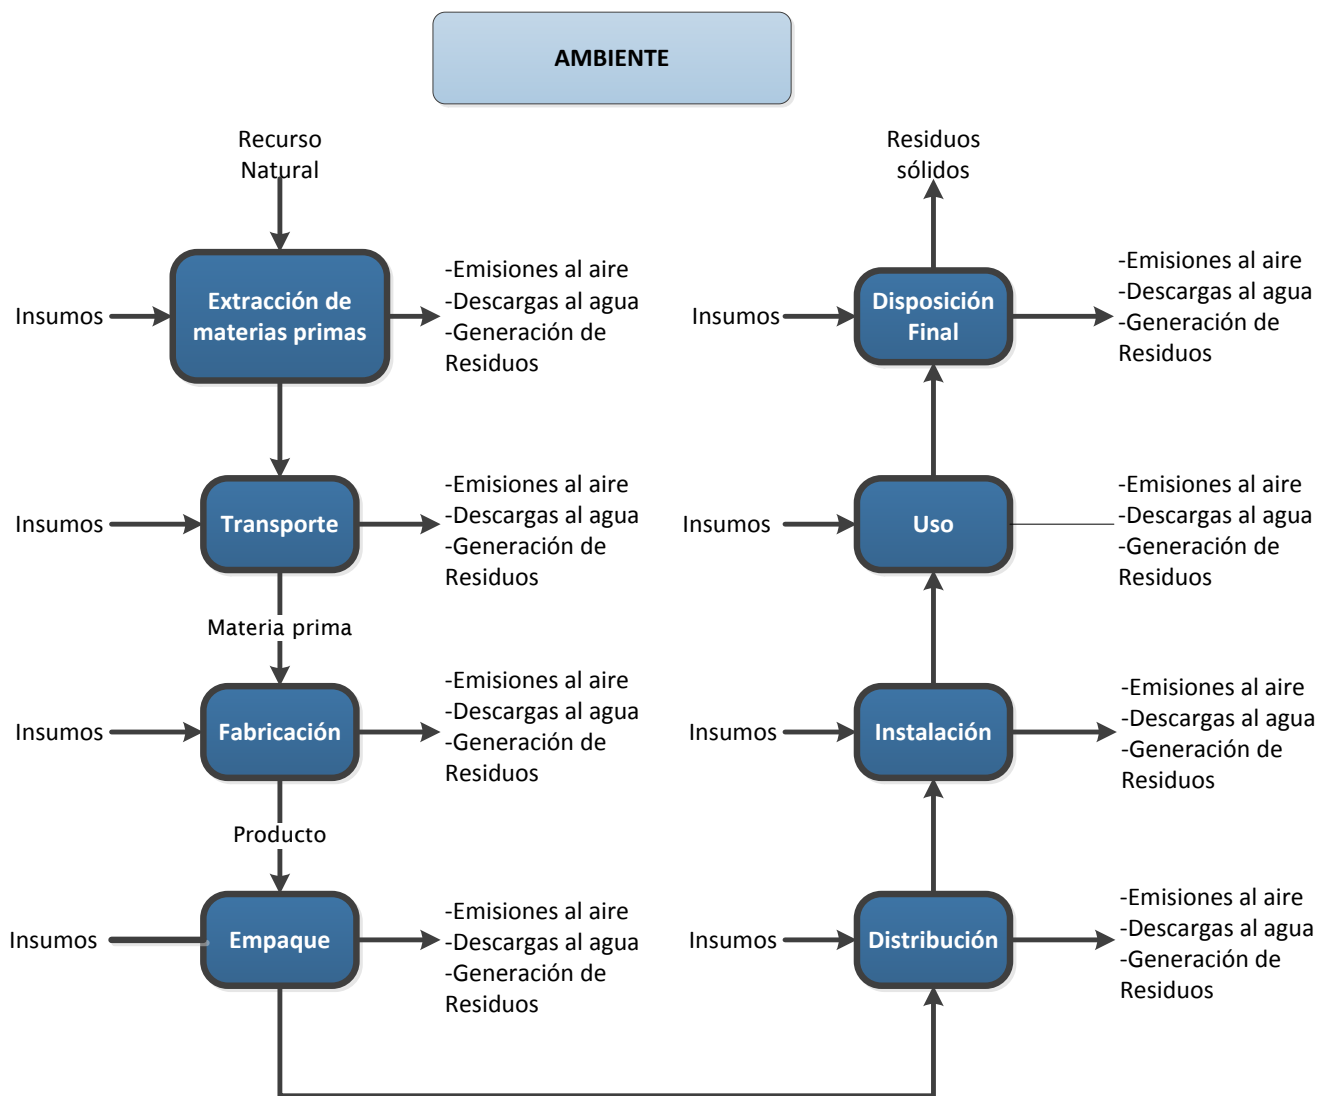 AMBIENTE
Recurso
Natural
Insumos
Extracción de
materias primas
-Emisiones al aire
-Descargas al agua
-Generación de
Residuos
Insumos
Transporte
-Emisiones al aire
-Descargas al agua
-Generación de
Residuos
Materia prima
Insumos
Fabricación
-Emisiones al aire
-Descargas al agua
-Generación de
Residuos
Producto
Insumos
Empaque
-Emisiones al aire
-Descargas al agua
-Generación de
Residuos
Residuos
sólidos
Insumos
Disposición
Final
-Emisiones al aire
-Descargas al agua
-Generación de
Residuos
Insumos
Uso
-Emisiones al aire
-Descargas al agua
-Generación de
Residuos
Insumos
Instalación
-Emisiones al aire
-Descargas al agua
-Generación de
Residuos
Insumos
Distribución
-Emisiones al aire
-Descargas al agua
-Generación de
Residuos